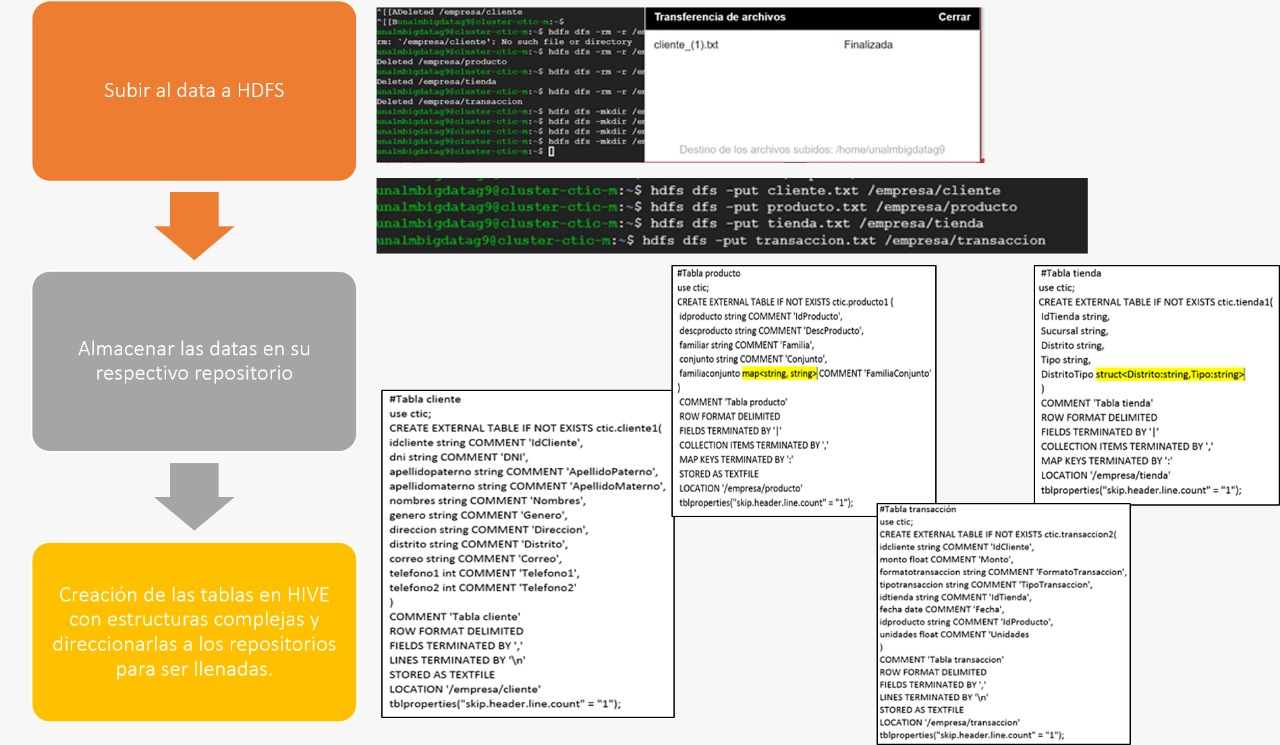 Subir al data a HDFS
Almacenar las datas en su
respectivo repositorio
Creación de las tablas en HIVE
con estructuras complejas y
direccionarlas a los repositorios
para ser llenadas.
^[[ADeleted /empresa/cliente
^[[Bunalmbigdatag9@cluster-ctic-m:~$
unalmbigdatag9@cluster-ctic-m:~$ hdfs dfs -rm -r /e
rm: `/empresa/cliente': No such file or directory
unalmbigdatag9@cluster-ctic-m:~$ hdfs dfs -rm -r /e
Deleted /empresa/producto
unalmbigdatag9@cluster-ctic-m:~$ hdfs dfs -rm -r /e
Deleted /empresa/tienda
unalmbigdatag9@cluster-ctic-m:~$ hdfs dfs -rm -r /e
Deleted /empresa/transaccion
unalmbigdatag9@cluster-ctic-m:~$ hdfs dfs -mkdir /e
unalmbigdatag9@cluster-ctic-m:~$ hdfs dfs -mkdir /e
unalmbigdatag9@cluster-ctic-m:~$ hdfs dfs -mkdir /e
unalmbigdatag9@cluster-ctic-m:~$ hdfs dfs -mkdir /e
unalmbigdatag9@cluster-ctic-m:~$
Transferencia de archivos Cerrar
cliente_(1).txt Finalizada
Destino de los archivos subidos: /home/unalmbigdatag9
unalmbigdatag9@cluster-ctic-m:~$ hdfs dfs -put cliente.txt /empresa/cliente
unalmbigdatag9@cluster-ctic-m:~$ hdfs dfs -put producto.txt /empresa/producto
unalmbigdatag9@cluster-ctic-m:~$ hdfs dfs -put tienda.txt /empresa/tienda
unalmbigdatag9@cluster-ctic-m:~$ hdfs dfs -put transaccion.txt /empresa/transaccion
#Tabla cliente
use ctic;
CREATE EXTERNAL TABLE IF NOT EXISTS ctic.cliente1(
idcliente string COMMENT 'IdCliente',
dni string COMMENT 'DNI',
apellidopaterno string COMMENT 'ApellidoPaterno',
apellidomaterno string COMMENT 'ApellidoMaterno',
nombres string COMMENT 'Nombres',
genero string COMMENT 'Genero',
direccion string COMMENT 'Direccion',
distrito string COMMENT 'Distrito',
correo string COMMENT 'Correo',
telefono1 int COMMENT 'Telefono1',
telefono2 int COMMENT 'Telefono2'
)
COMMENT 'Tabla cliente'
ROW FORMAT DELIMITED
FIELDS TERMINATED BY ','
LINES TERMINATED BY '\n'
STORED AS TEXTFILE
LOCATION '/empresa/cliente'
tblproperties("skip.header.line.count" = "1");
#Tabla producto
use ctic;
CREATE EXTERNAL TABLE IF NOT EXISTS ctic.producto1 (
idproducto string COMMENT 'IdProducto',
descproducto string COMMENT 'DescProducto',
familiar string COMMENT 'Familia',
conjunto string COMMENT 'Conjunto',
familiaconjunto map<string, string> COMMENT 'FamiliaConjunto'
)
COMMENT 'Tabla producto'
ROW FORMAT DELIMITED
FIELDS TERMINATED BY '|'
COLLECTION ITEMS TERMINATED BY ','
MAP KEYS TERMINATED BY ':'
STORED AS TEXTFILE
LOCATION '/empresa/producto'
tblproperties("skip.header.line.count" = "1");
#Tabla tienda
use ctic;
CREATE EXTERNAL TABLE IF NOT EXISTS ctic.tienda1(
IdTienda string,
Sucursal string,
Distrito string,
Tipo string,
DistritoTipo struct<Distrito:string,Tipo:string>
)
COMMENT 'Tabla tienda'
ROW FORMAT DELIMITED
FIELDS TERMINATED BY '|'
COLLECTION ITEMS TERMINATED BY ','
MAP KEYS TERMINATED BY ':'
LOCATION '/empresa/tienda'
tblproperties("skip.header.line.count" = "1");
#Tabla transacción
use ctic;
CREATE EXTERNAL TABLE IF NOT EXISTS ctic.transaccion2(
idcliente string COMMENT 'IdCliente',
monto float COMMENT 'Monto',
formatotransaccion string COMMENT 'FormatoTransaccion',
tipotransaccion string COMMENT 'TipoTransaccion',
idtienda string COMMENT 'IdTienda',
fecha date COMMENT 'Fecha',
idproducto string COMMENT 'IdProducto',
unidades float COMMENT 'Unidades
)
COMMENT 'Tabla transaccion'
ROW FORMAT DELIMITED
FIELDS TERMINATED BY ','
LINES TERMINATED BY '\n'
STORED AS TEXTFILE
LOCATION '/empresa/transaccion'
tblproperties("skip.header.line.count" = "1");